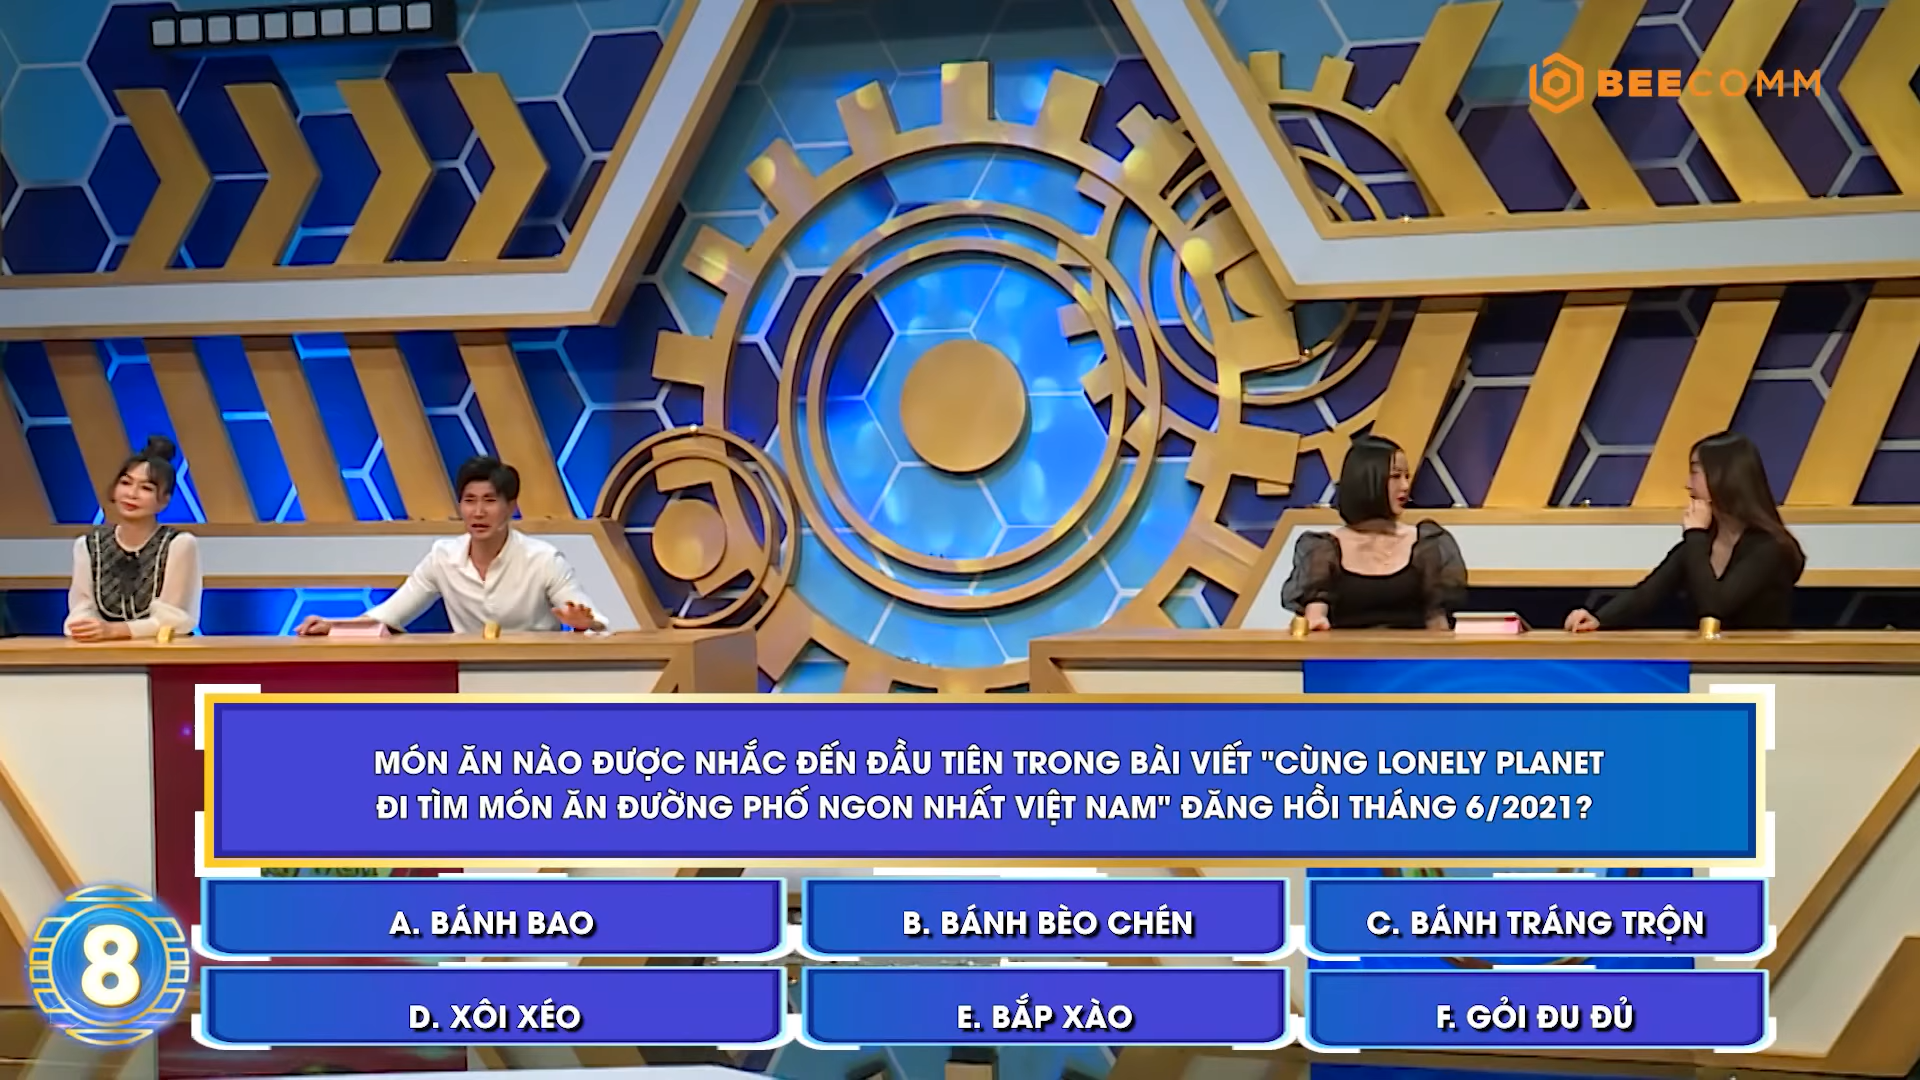 BEECOMM
MÓN ĂN NÀO ĐƯỢC NHẮC ĐẾN ĐẦU TIÊN TRONG BÀI VIẾT "CÙNG LONELY PLANET
ĐI TÌM MÓN ĂN ĐƯỜNG PHỐ NGON NHẤT VIỆT NAM" ĐĂNG HỒI THÁNG 6/2021?
A. BÁNH BAO
B. BÁNH BÈO CHÉN
C. BÁNH TRÁNG TRỘN
8
D. XÔI XÉO
E. BẮP XÀO
F. GỎI ĐU ĐỦ